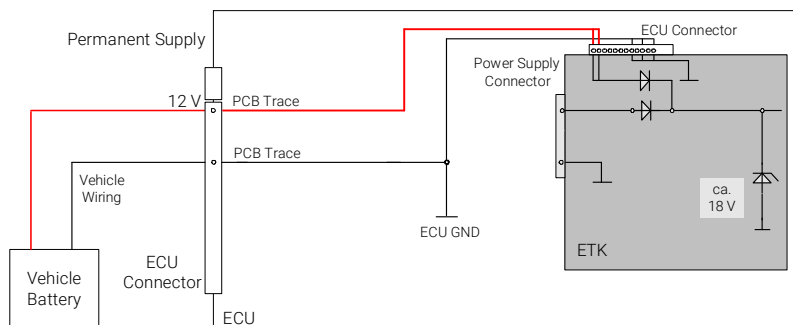 Permanent Supply
ECU Connector
Power Supply
Connector
12 V
PCB Trace
PCB Trace
Vehicle
Wiring
ca.
18 V
ECU GND
ETK
ECU
Connector
Vehicle
Battery
ECU